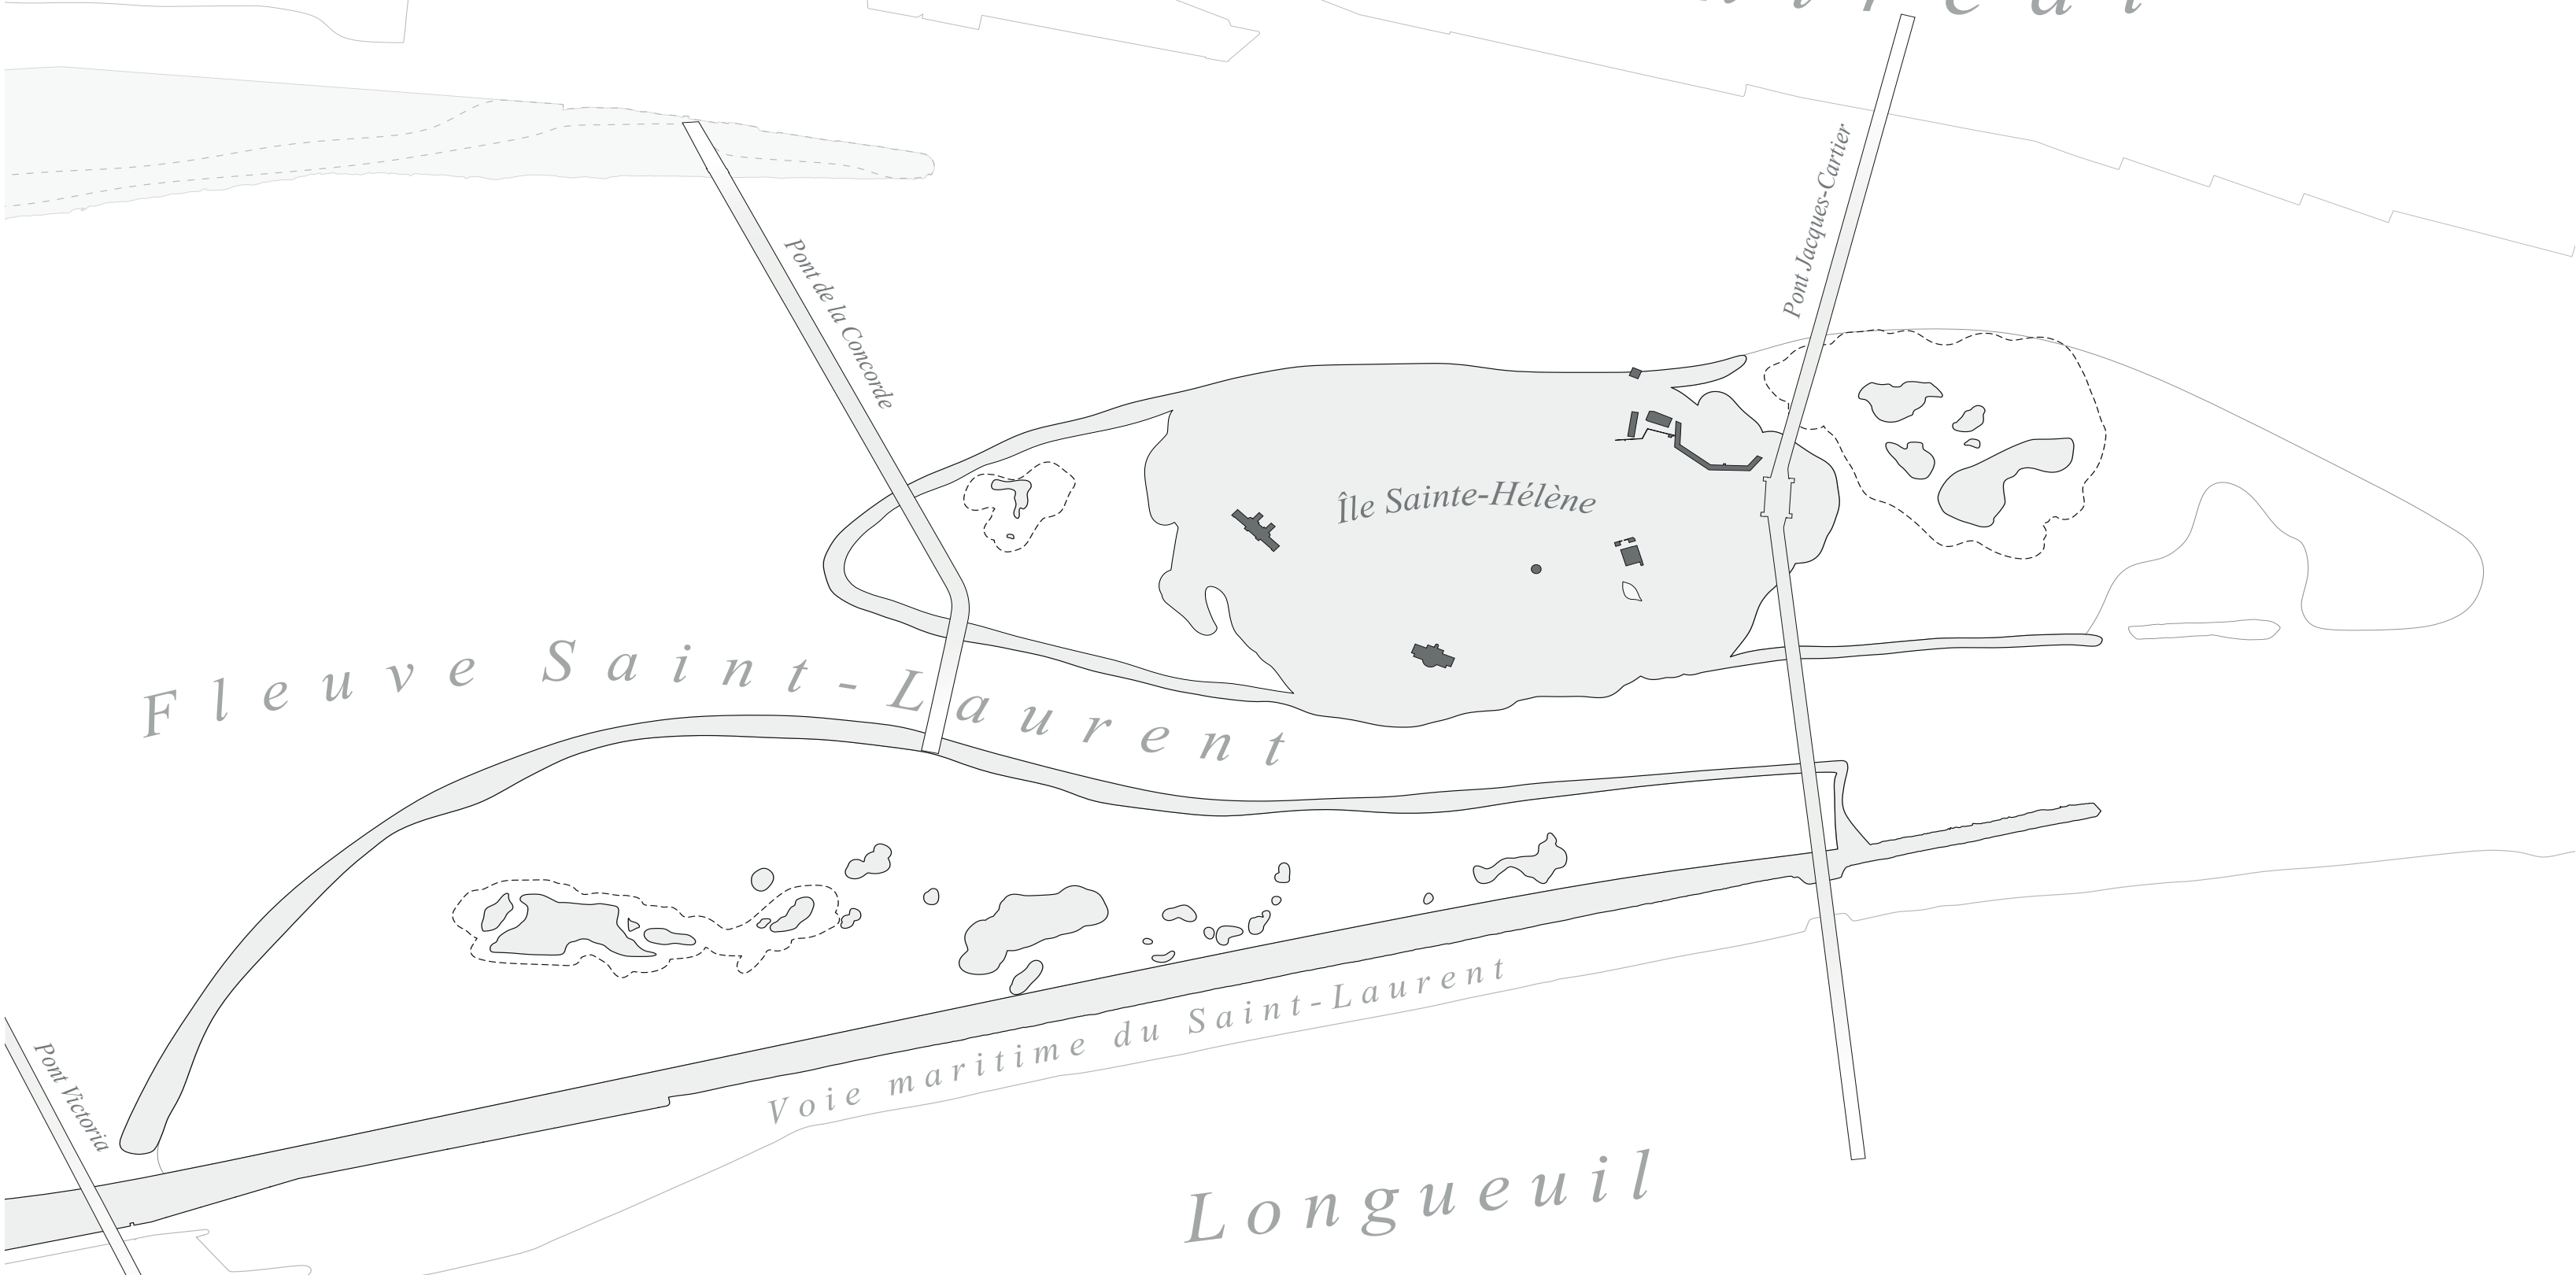 Pont Jacques-Cartier
Pont de la Concorde
Île Sainte-Hélène
Fleuve Saint-Laurent
Voie maritime du Saint-Laurent
Pont Victoria
Longueuil